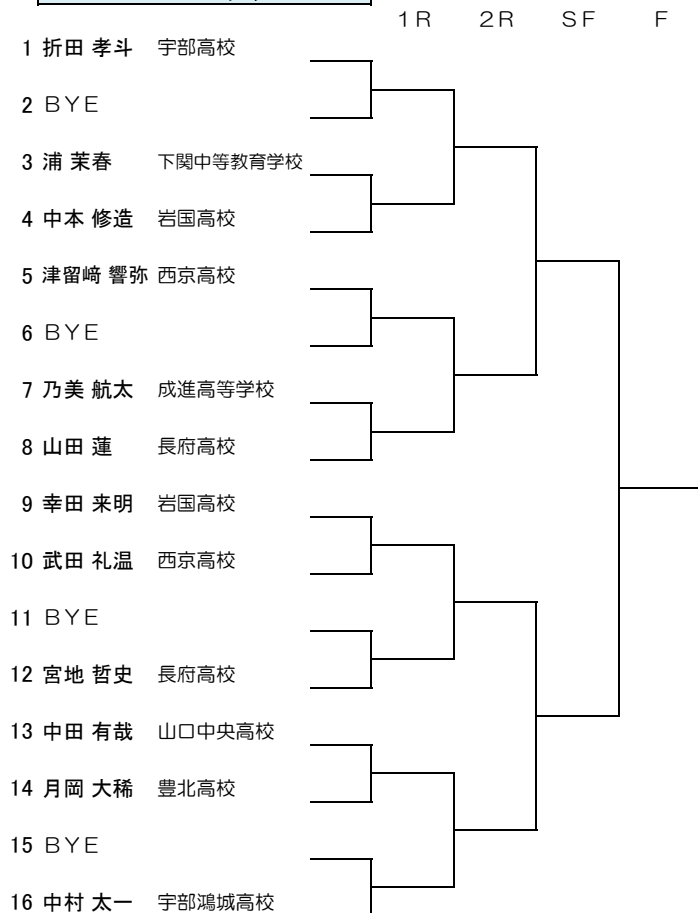 １Ｒ ２Ｒ ＳＦ Ｆ
1 折田 孝斗 宇部高校
2 ＢＹＥ
3 浦 茉春 下関中等教育学校
4 中本 修造 岩国高校
5 津留﨑 響弥 西京高校
6 ＢＹＥ
7 乃美 航太 成進高等学校
8 山田 蓮 長府高校
9 幸田 来明 岩国高校
10 武田 礼温 西京高校
11 ＢＹＥ
12 宮地 哲史 長府高校
13 中田 有哉 山口中央高校
14 月岡 大稀 豊北高校
15 ＢＹＥ
16 中村 太一 宇部鴻城高校